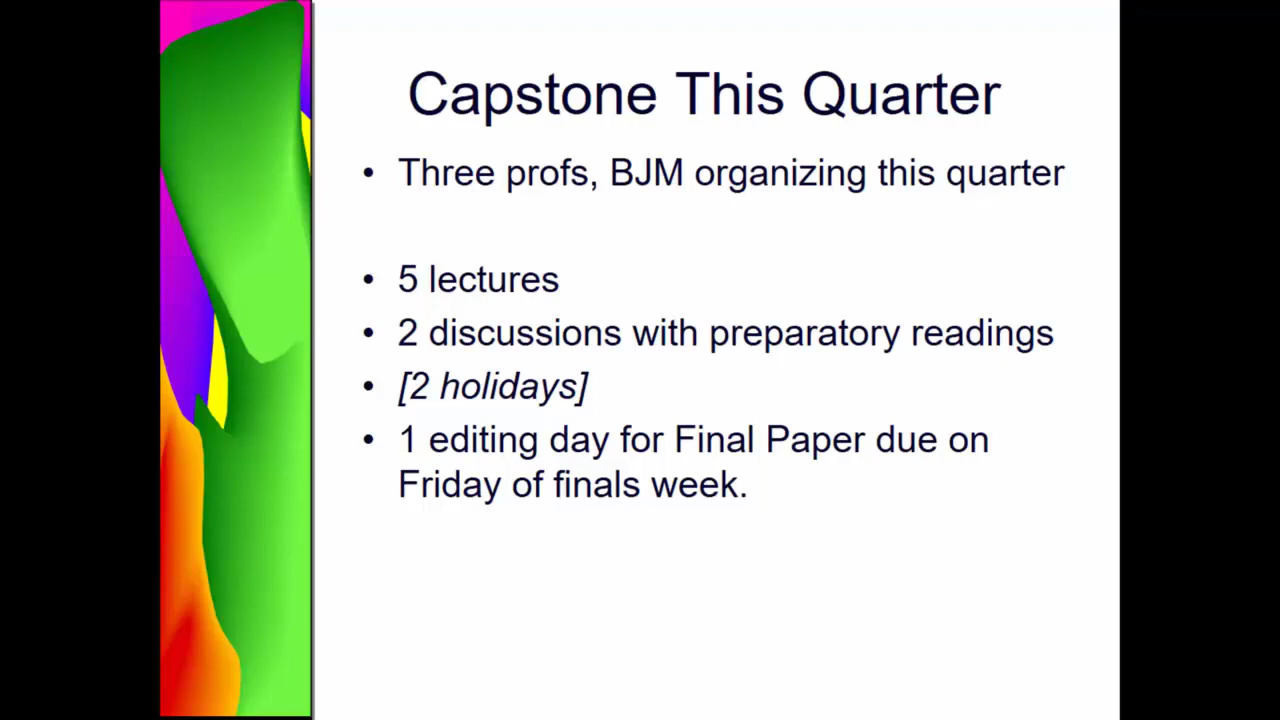 Capstone This Quarter
• Three profs, BJM organizing this quarter
• 5 lectures
• 2 discussions with preparatory readings
• [2 holidays]
• 1 editing day for Final Paper due on
Friday of finals week.